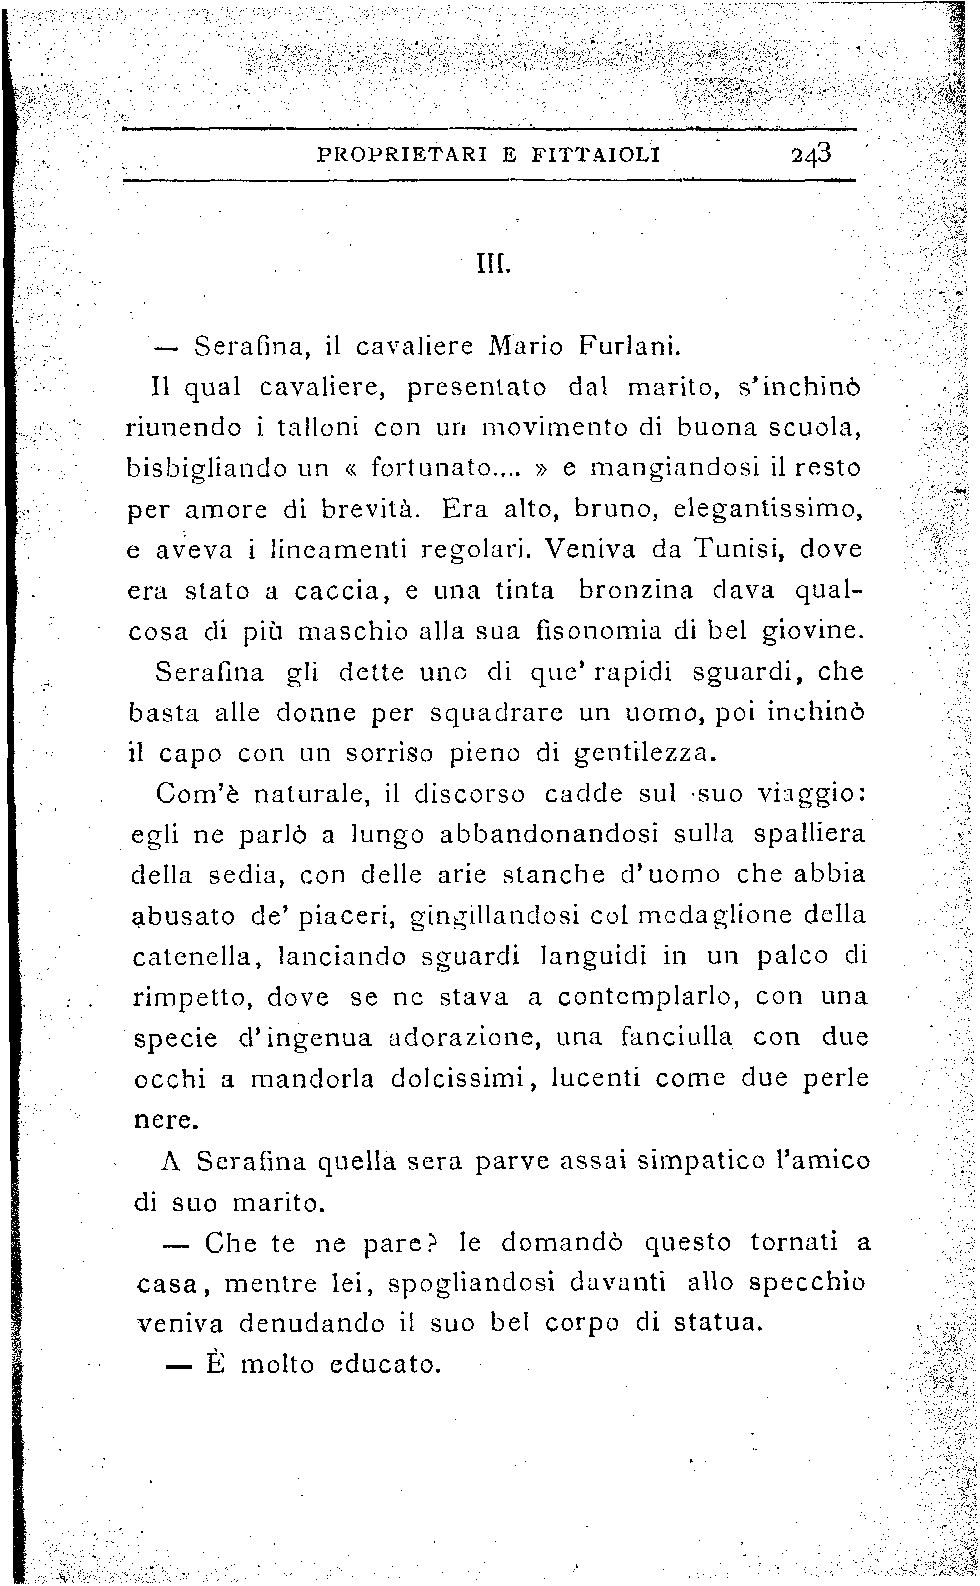 PROPRIETARI E FITTAIOLI 243
III.
— Serafina, il cavaliere Mario Furlani.
Il qual cavaliere, presentato dal marito, s'inchinò
riunendo i talloni con un movimento di buona scuola,
bisbigliando un « fortunato.... » e mangiandosi il resto
per amore di brevità. Era alto, bruno, elegantissimo,
e aveva i lineamenti regolari. Veniva da Tunisi, dove
era stato a caccia, e una tinta bronzina dava qual-
cosa di più maschio alla sua fisonomia di bel giovine.
Serafina gli dette uno di que' rapidi sguardi, che
basta alle donne per squadrare un uomo, poi inchinò
il capo con un sorriso pieno di gentilezza.
Com'è naturale, il discorso cadde sul suo viaggio:
egli ne parlò a lungo abbandonandosi sulla spalliera
della sedia, con delle arie stanche d'uomo che abbia
abusato de' piaceri, gingillandosi col medaglione della
catenella, lanciando sguardi languidi in un palco di
rimpetto, dove se ne stava a contemplarlo, con una
specie d'ingenua adorazione, una fanciulla con due
occhi a mandorla dolcissimi, lucenti come due perle
nere.
A Serafina quella sera parve assai simpatico l'amico
di suo marito.
— Che te ne pare? le domandò questo tornati a
casa, mentre lei, spogliandosi davanti allo specchio
veniva denudando il suo bel corpo di statua.
— È molto educato.